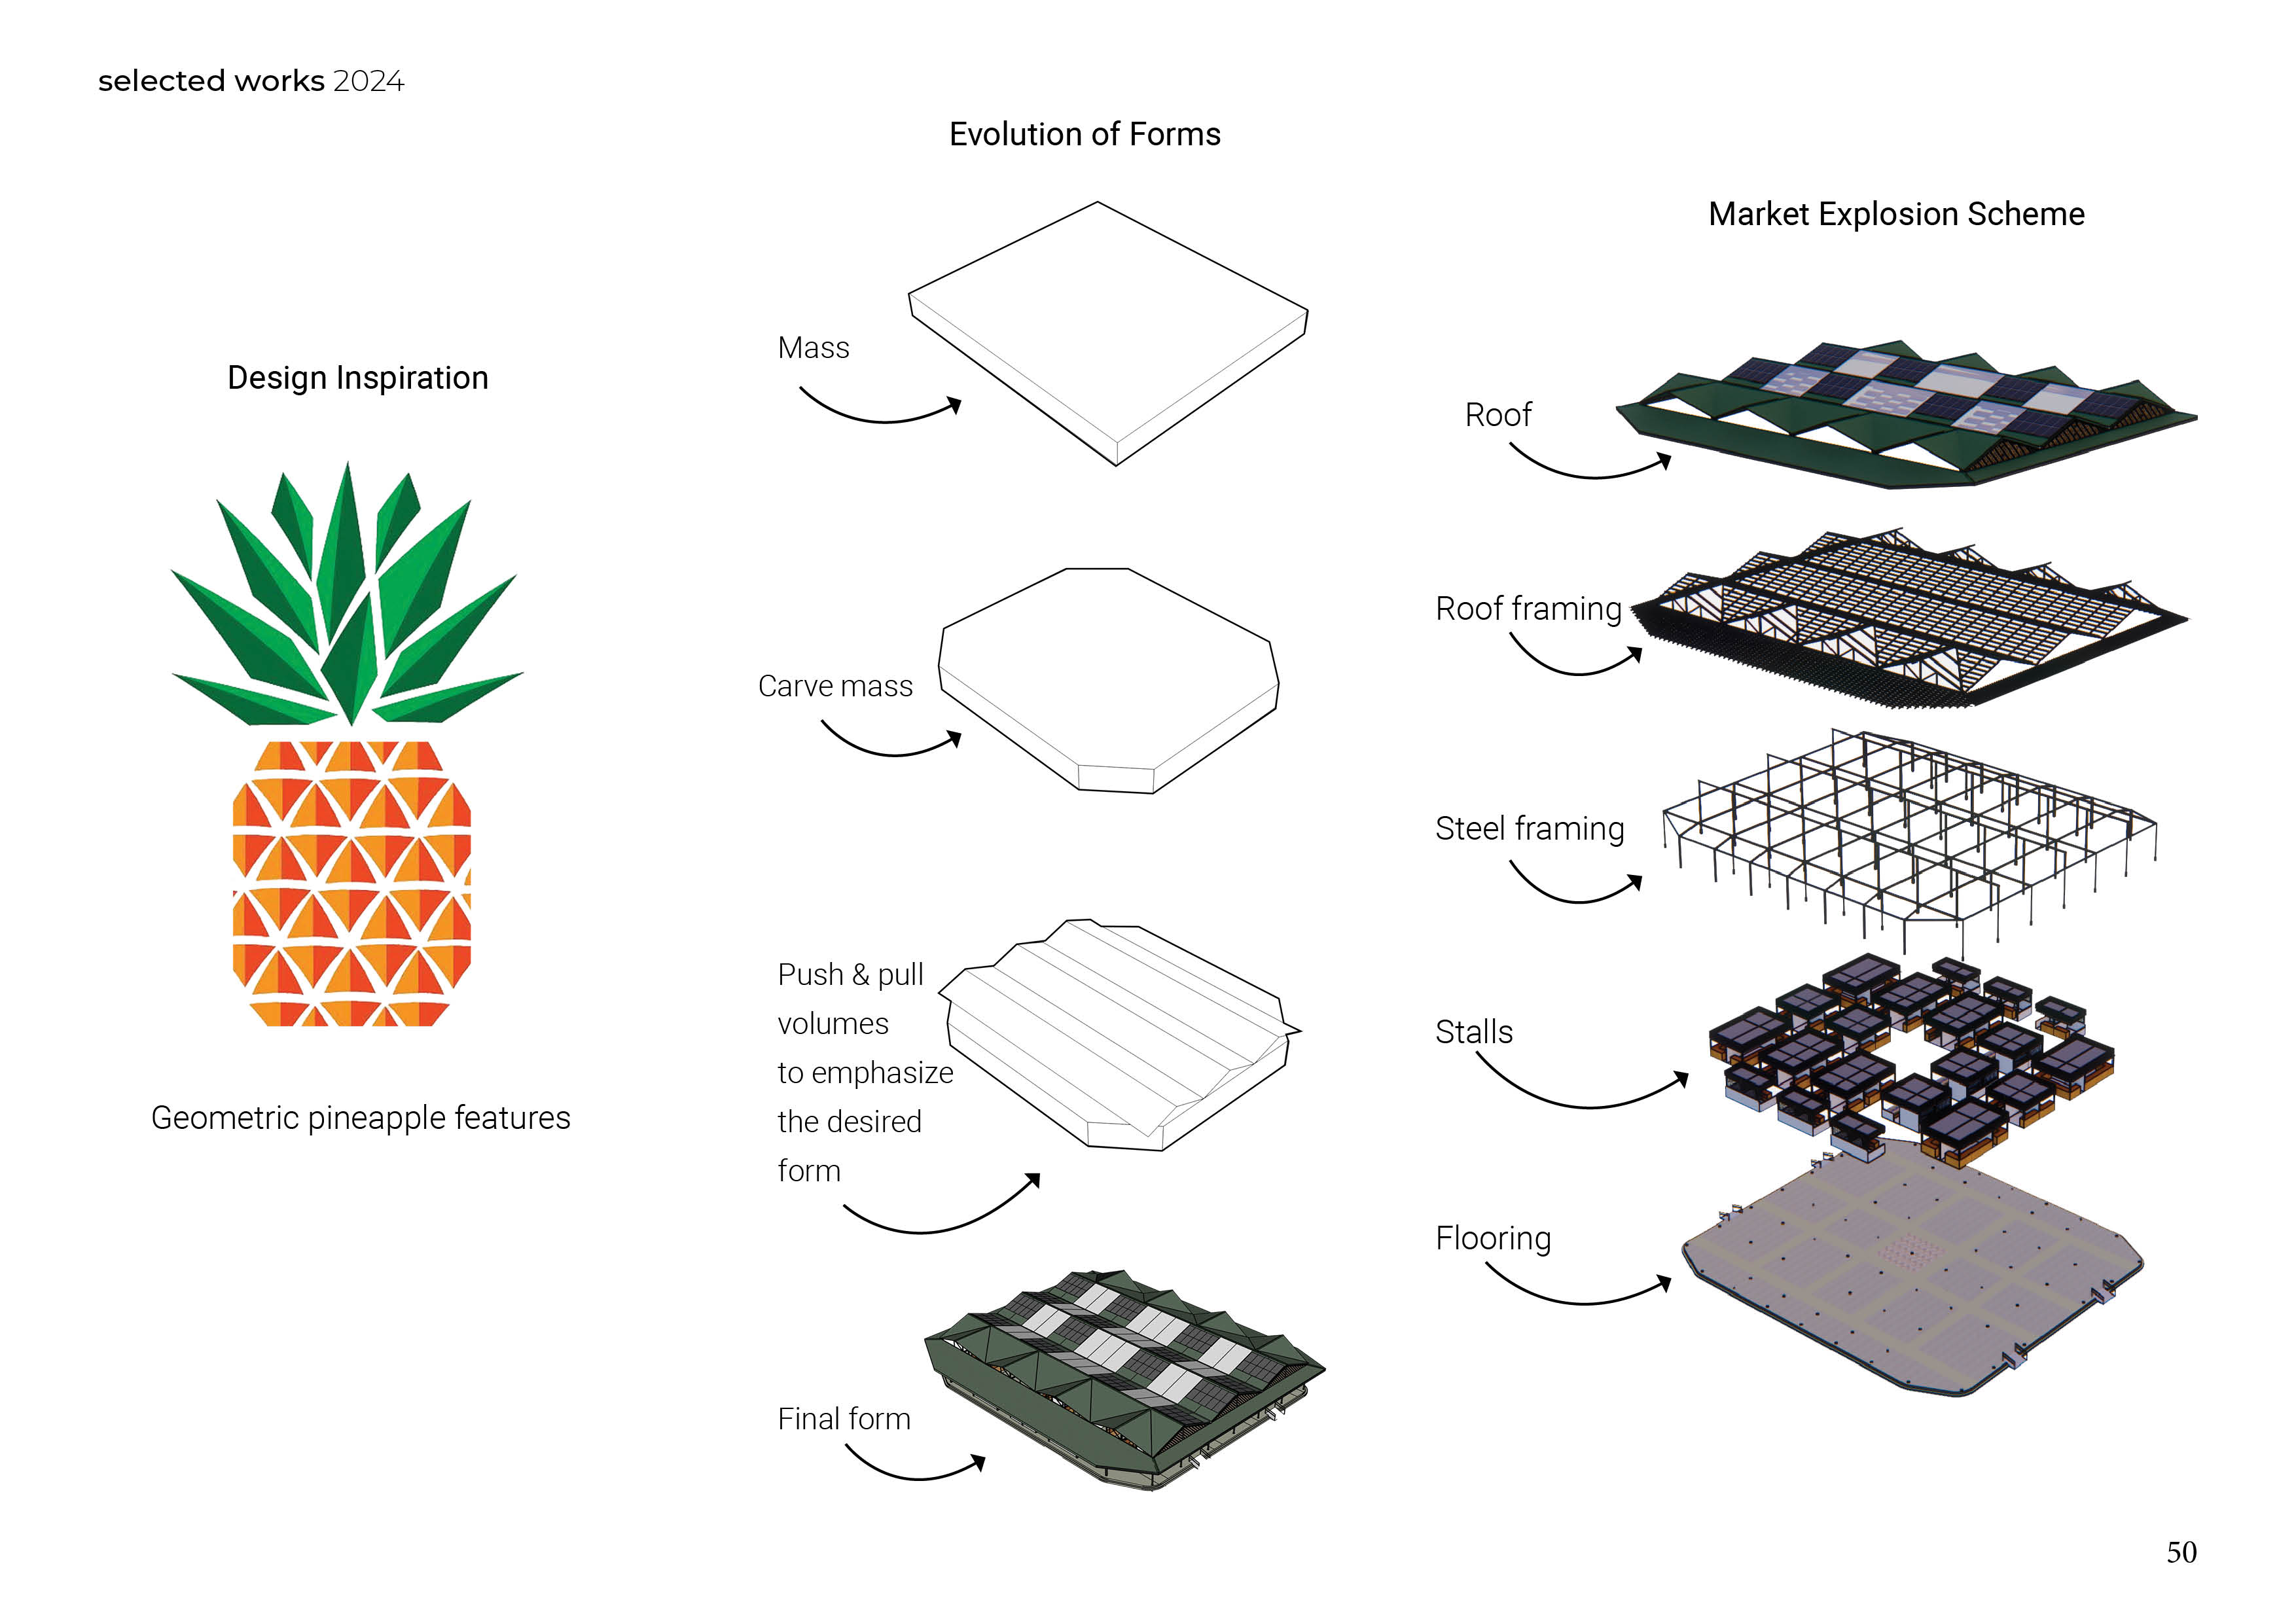 selected works 2024
Design Inspiration
Geometric pineapple features
Evolution of Forms
Mass
Carve mass
Push & pull
volumes
to emphasize
the desired
form
Final form
Market Explosion Scheme
Roof
Roof framing
Steel framing
Stalls
Flooring
50